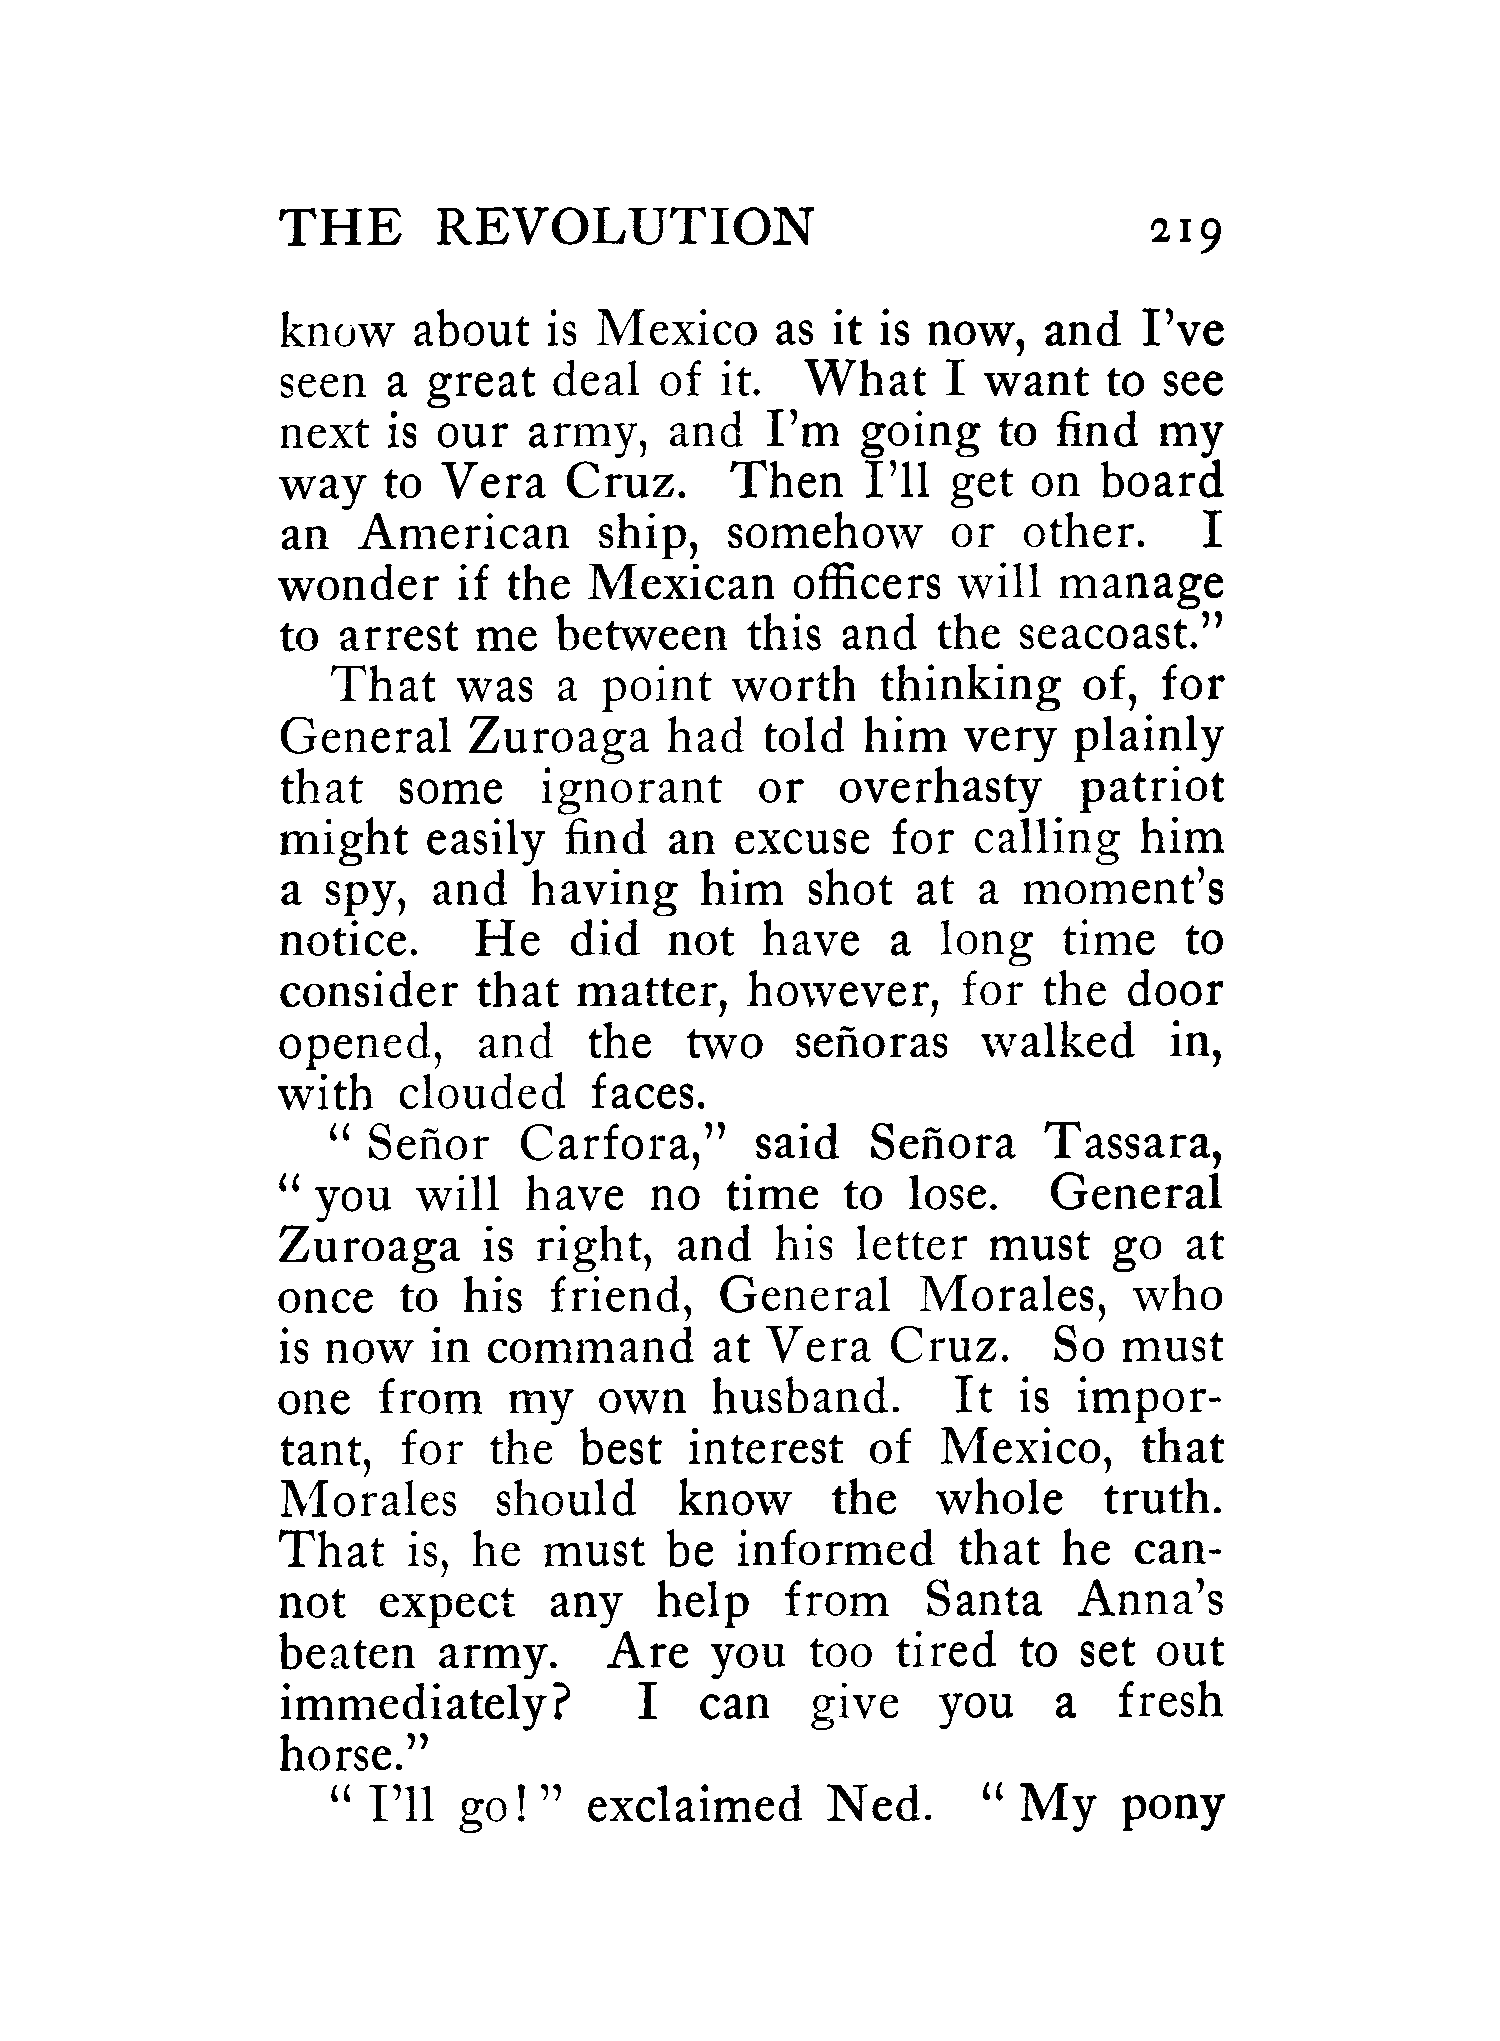 THE REVOLUTION 219
know about is Mexico as it is now, and I've
seen a great deal of it. What I want to see
next is our army, and I'm going to find my
way to Vera Cruz. Then I'll get on board
an American ship, somehow or other. I
wonder if the Mexican officers will manage
to arrest me between this and the seacoast."
That was a point worth thinking of, for
General Zuroaga had told him very plainly
that some ignorant or overhasty patriot
might easily find an excuse for calling him
a spy, and having him shot at a moment's
notice. He did not have a long time to
consider that matter, however, for the door
opened, and the two señoras walked in,
with clouded faces.
" Señor Carfora," said Señora Tassara,
" you will have no time to lose. General
Zuroaga is right, and his letter must go at
once to his friend, General Morales, who
is now in command at Vera Cruz. So must
one from my own husband. It is impor-
tant, for the best interest of Mexico, that
Morales should know the whole truth.
That is, he must be informed that he can-
not expect any help from Santa Anna's
beaten army. Are you too tired to set out
immediately? I can give you a fresh
horse."
" I'll go! " exclaimed Ned. " My pony